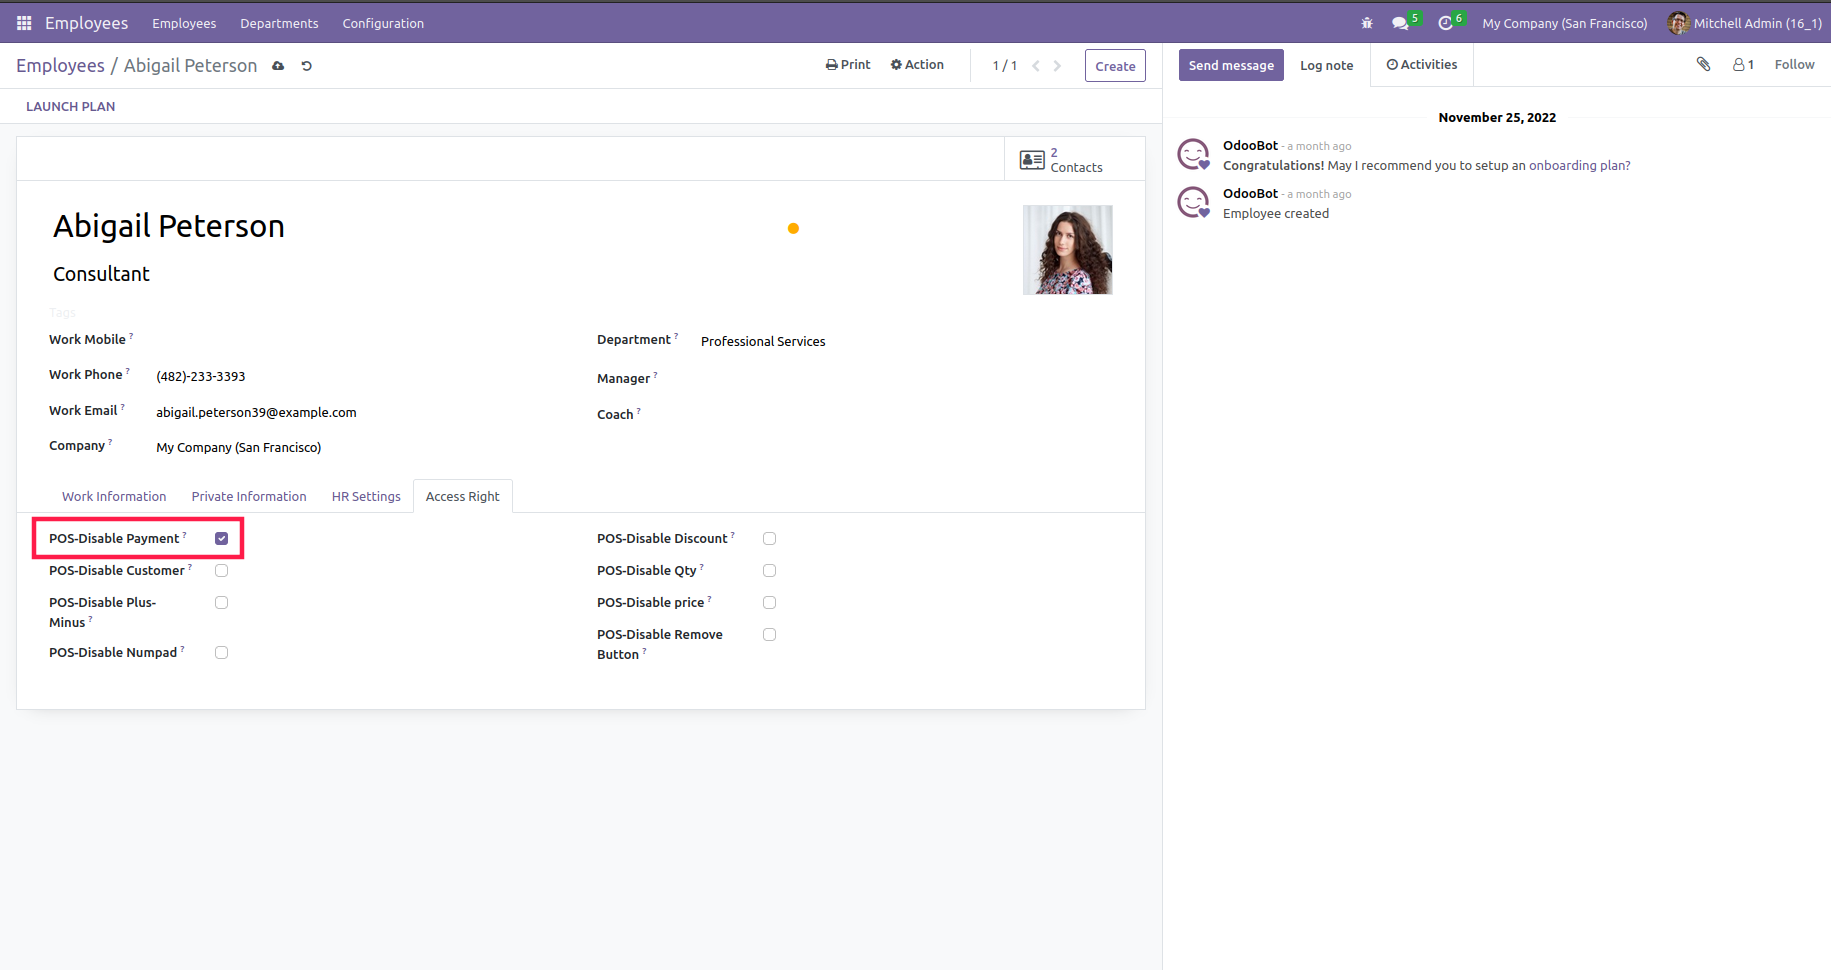 Employees Employees Departments Configuration 5 6 My Company (San Francisco) Mitchell Admin (16_1)
Employees / Abigail Peterson Print Action 1 / 1 Create
LAUNCH PLAN
2
Contacts
Abigail Peterson
Consultant
Tags
Work Mobile ?
Work Phone ? (482)-233-3393
Work Email ? abigail.peterson39@example.com
Company ? My Company (San Francisco)
Department ? Professional Services
Manager ?
Coach ?
Work Information Private Information HR Settings Access Right
POS-Disable Payment ?
POS-Disable Customer ?
POS-Disable Plus-
Minus ?
POS-Disable Numpad ?
POS-Disable Discount ?
POS-Disable Qty ?
POS-Disable price ?
POS-Disable Remove
Button ?
Send message Log note Activities 1 Follow
November 25, 2022
OdooBot - a month ago
Congratulations! May I recommend you to setup an onboarding plan?
OdooBot - a month ago
Employee created